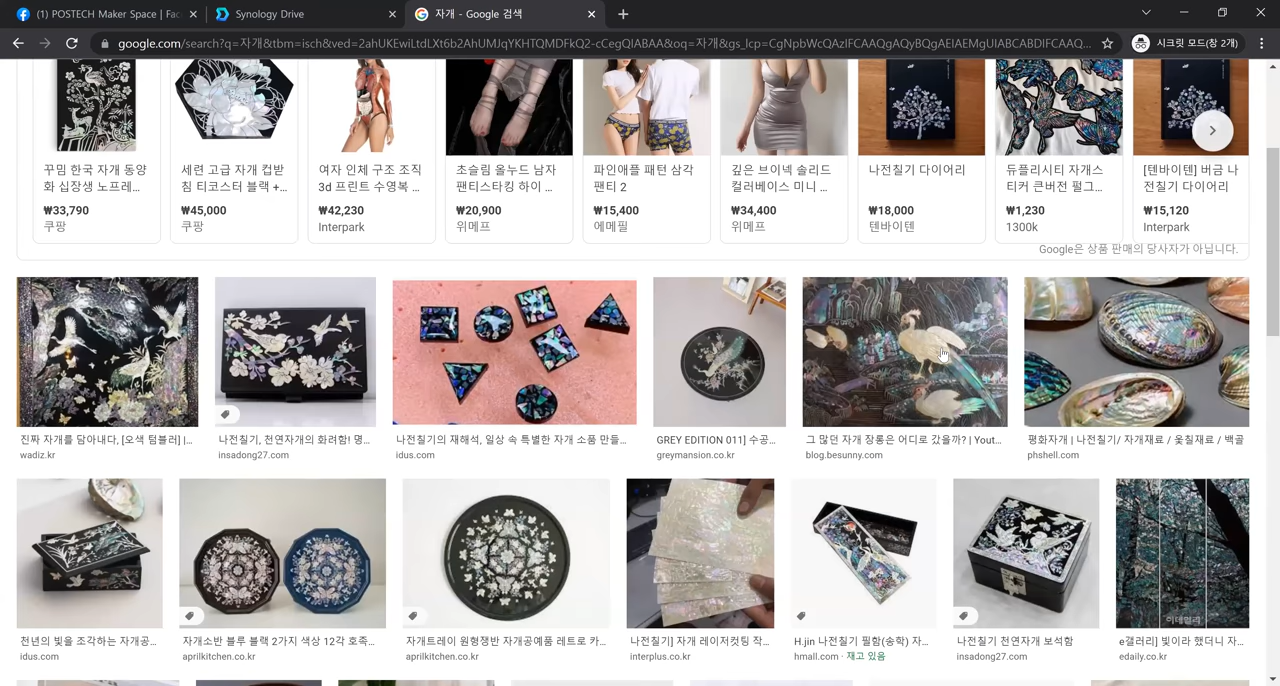 (1) POSTECH Maker Space | Fac
Synology Drive
자개 - Google 검색
google.com/search?q=자개&tbm=isch&ved=2ahUKEwiLtdLXt6b2AhUMJqYKHTQMDFkQ2-cCegQIABAA&oq=자개&gs_lcp=CgNpbWcQAzIFCAAQgAQyBQgAEIAEMgUIABCABDIFCAAQ...
시크릿 모드(창 2개)
꾸밈 한국 자개 동양화 십장생 노프레...
₩33,790
쿠팡
세련 고급 자개 컵받침 티코스터 블랙 +...
₩45,000
쿠팡
여자 인체 구조 조직 3d 프린트 수영복 ...
₩42,230
Interpark
초슬림 올누드 남자 팬티스타킹 하이 ...
₩20,900
위메프
파인애플 패턴 삼각 팬티 2
₩15,400
에메필
깊은 브이넥 솔리드 컬러베이스 미니 ...
₩34,400
위메프
나전칠기 다이어리
₩18,000
텐바이텐
듀플리시티 자개스티커 큰버전 펄그...
₩1,230
1300k
[텐바이텐] 버금 나전칠기 다이어리
₩15,120
Interpark
Google은 상품 판매의 당사자가 아닙니다.
진짜 자개를 담아내다, [오색 텀블러] |...
wadiz.kr
나전칠기, 천연자개의 화려함! 명...
insadong27.com
나전칠기의 재해석, 일상 속 특별한 자개 소품 만들...
idus.com
GREY EDITION 011] 수공...
greymansion.co.kr
그 많던 자개 장롱은 어디로 갔을까? | Yout...
blog.besunny.com
평화자개 | 나전칠기/ 자개재료 / 옻칠재료 / 백골
phshell.com
천년의 빛을 조각하는 자개공...
idus.com
자개소반 블루 블랙 2가지 색상 12각 호족...
aprilkitchen.co.kr
자개트레이 원형쟁반 자개공예품 레트로 카...
aprilkitchen.co.kr
나전칠기] 자개 레이저컷팅 작...
interplus.co.kr
H.jin 나전칠기 필함(송학) 자...
hmall.com · 재고 있음
나전칠기 천연자개 보석함
insadong27.com
이데일리
e갤러리] 빛이라 했더니 자...
edaily.co.kr